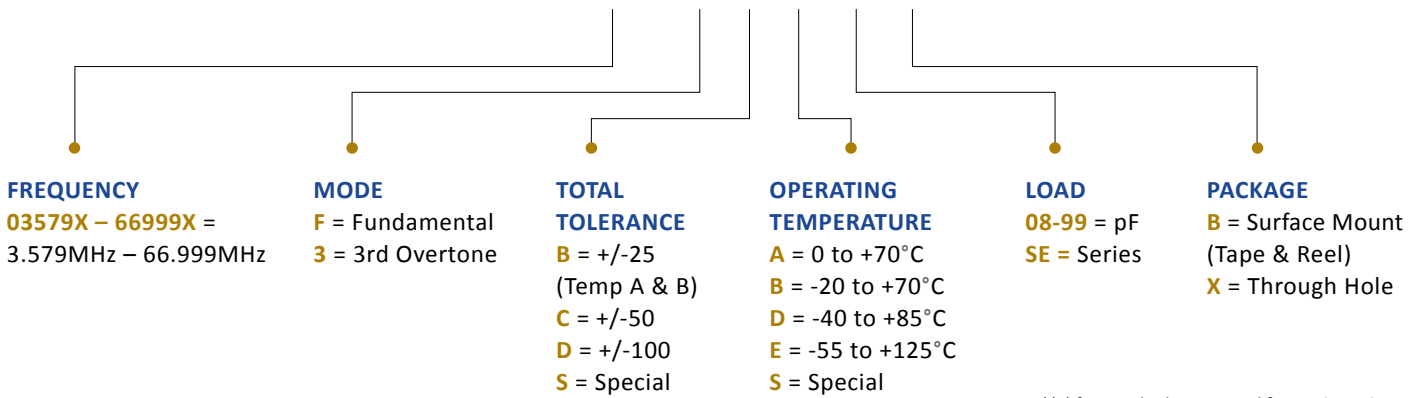 FREQUENCY
03579X – 66999X =
3.579MHz – 66.999MHz
MODE
F = Fundamental
3 = 3rd Overtone
TOTAL
TOLERANCE
B = +/-25
(Temp A & B)
C = +/-50
D = +/-100
S = Special
OPERATING
TEMPERATURE
A = 0 to +70°C
B = -20 to +70°C
D = -40 to +85°C
E = -55 to +125°C
S = Special
LOAD
08-99 = pF
SE = Series
PACKAGE
B = Surface Mount
(Tape & Reel)
X = Through Hole